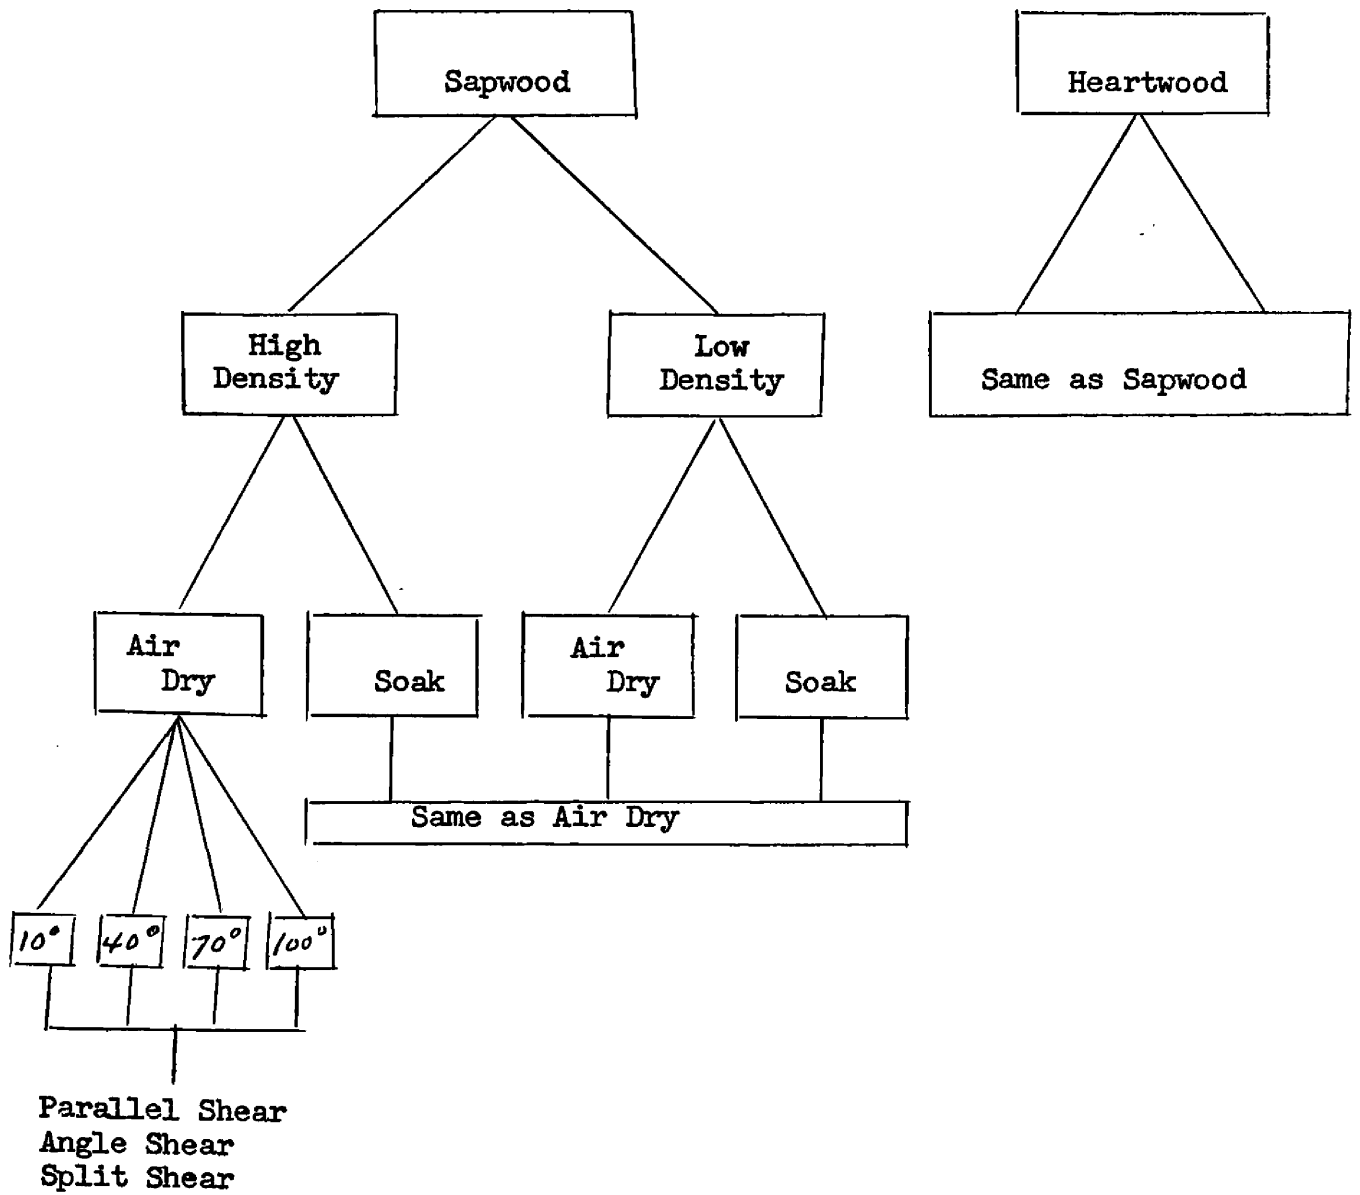 Sapwood
Heartwood
High
Density
Low
Density
Same as Sapwood
Air
Dry
Soak
Air
Dry
Soak
Same as Air Dry
10°
40°
70°
100°
Parallel Shear
Angle Shear
Split Shear